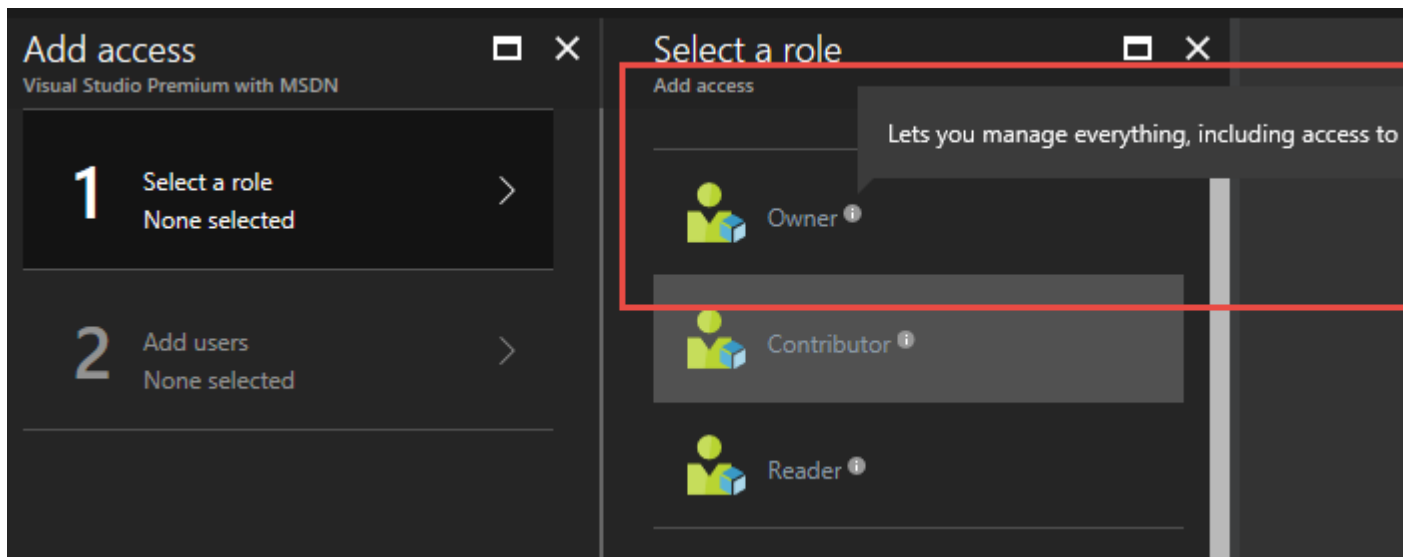 Add access
Visual Studio Premium with MSDN
1
Select a role
None selected
2
Add users
None selected
Select a role
Add access
Lets you manage everything, including access to
Owner
Contributor
Reader